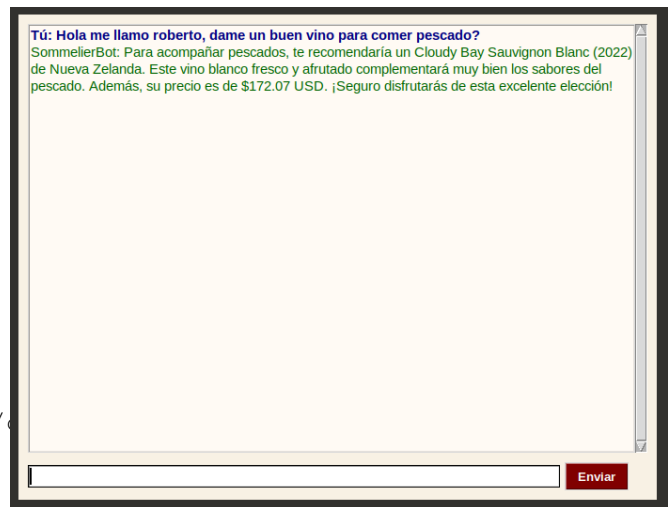 Tú: Hola me llamo roberto, dame un buen vino para comer pescado?
SommelierBot: Para acompañar pescados, te recomendaría un Cloudy Bay Sauvignon Blanc (2022)
de Nueva Zelanda. Este vino blanco fresco y afrutado complementará muy bien los sabores del
pescado. Además, su precio es de $172.07 USD. ¡Seguro disfrutarás de esta excelente elección!
Enviar